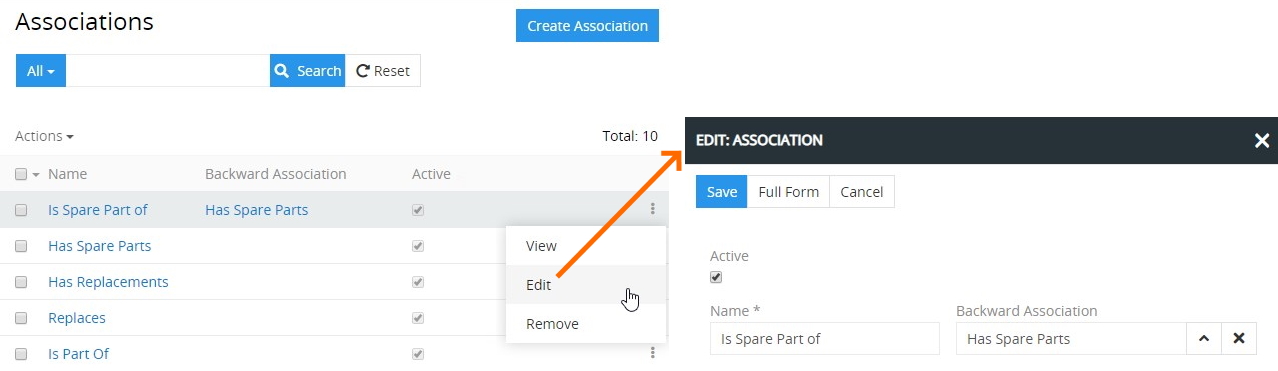 Associations
Create Association
All
Search
Reset
Actions
Total: 10
Name Backward Association Active
Is Spare Part of Has Spare Parts
Has Spare Parts
Has Replacements
Replaces
Is Part Of
View
Edit
Remove
EDIT: ASSOCIATION
Save Full Form Cancel
Active
Name * Backward Association
Is Spare Part of Has Spare Parts